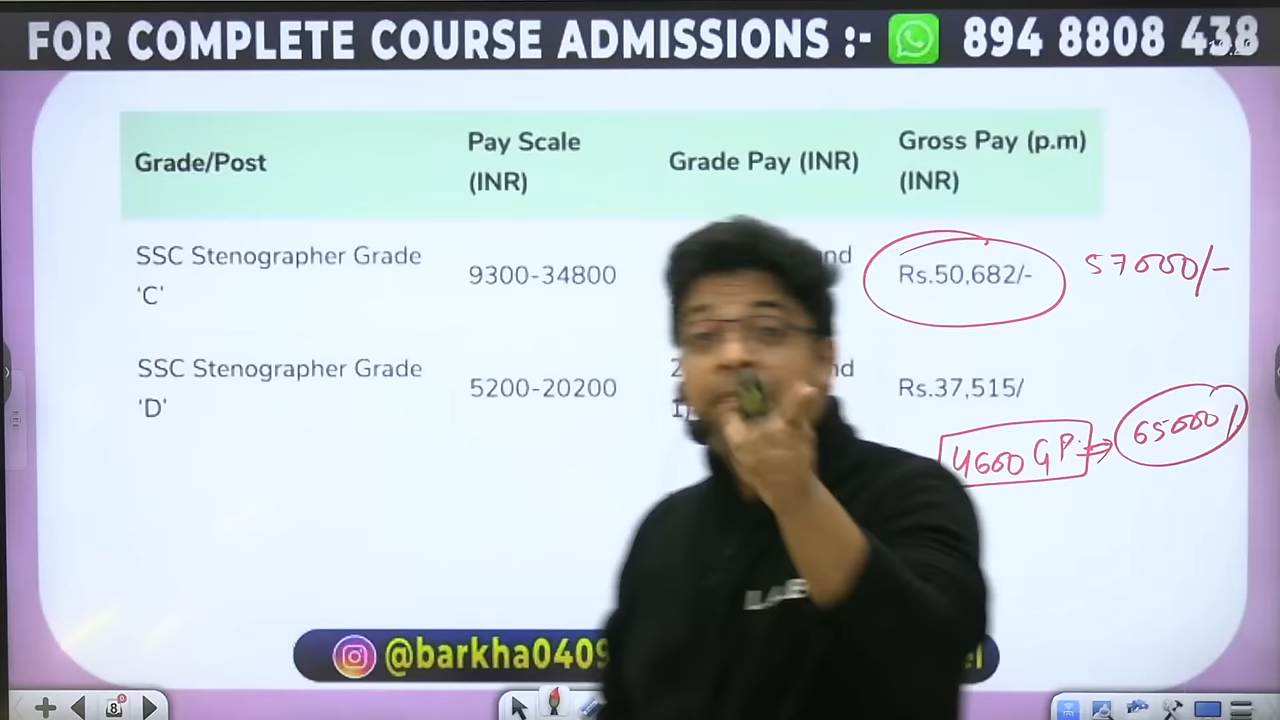 FOR COMPLETE COURSE ADMISSIONS :- 894 8808 438
Grade/Post
Pay Scale
(INR)
Grade Pay (INR)
Gross Pay (p.m)
(INR)
SSC Stenographer Grade
'C'
9300-34800
Rs.50,682/-
57000/-
SSC Stenographer Grade
'D'
5200-20200
Rs.37,515/
4600 GP
65000/
@barkha0409
8